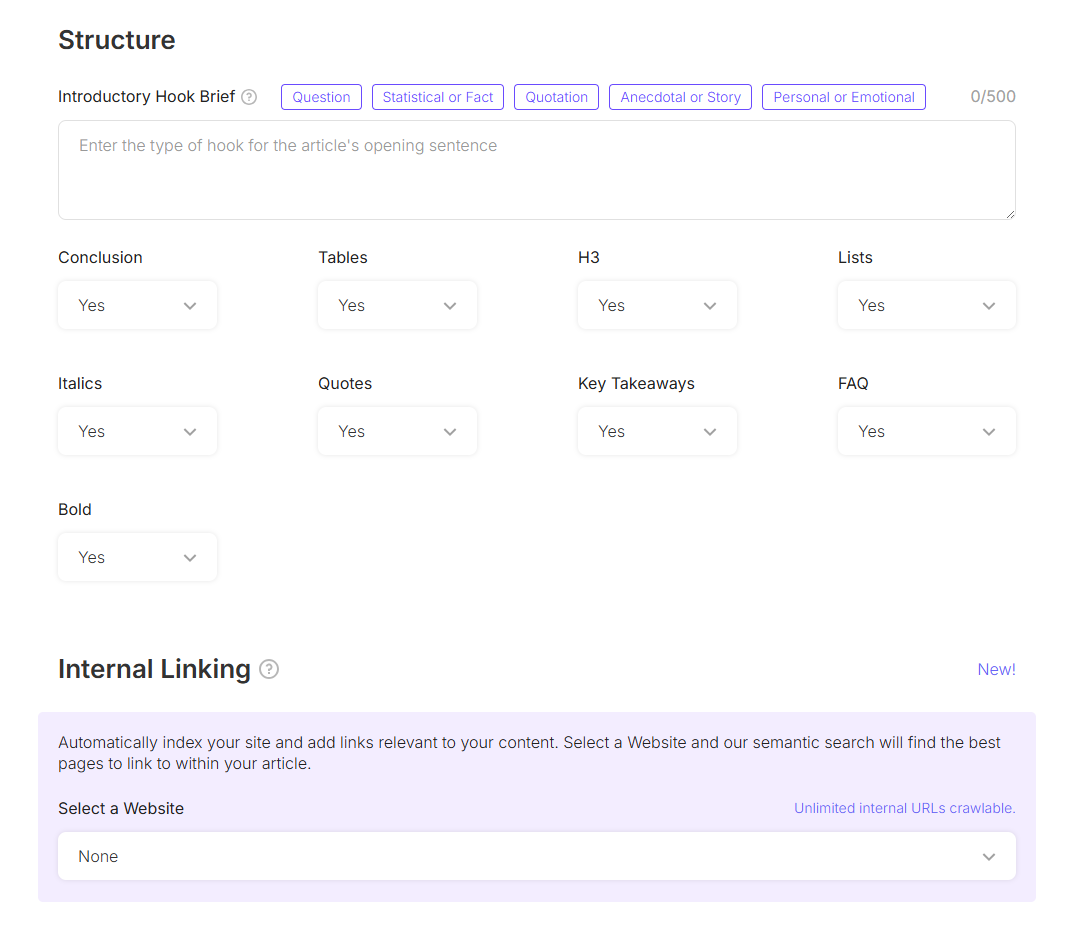 Structure
Introductory Hook Brief ? Question Statistical or Fact Quotation Anecdotal or Story Personal or Emotional 0/500
Enter the type of hook for the article's opening sentence
Conclusion Tables H3 Lists
Yes Yes Yes Yes
Italics Quotes Key Takeaways FAQ
Yes Yes Yes Yes
Bold
Yes
Internal Linking ? New!
Automatically index your site and add links relevant to your content. Select a Website and our semantic search will find the best
pages to link to within your article.
Select a Website Unlimited internal URLs crawlable.
None